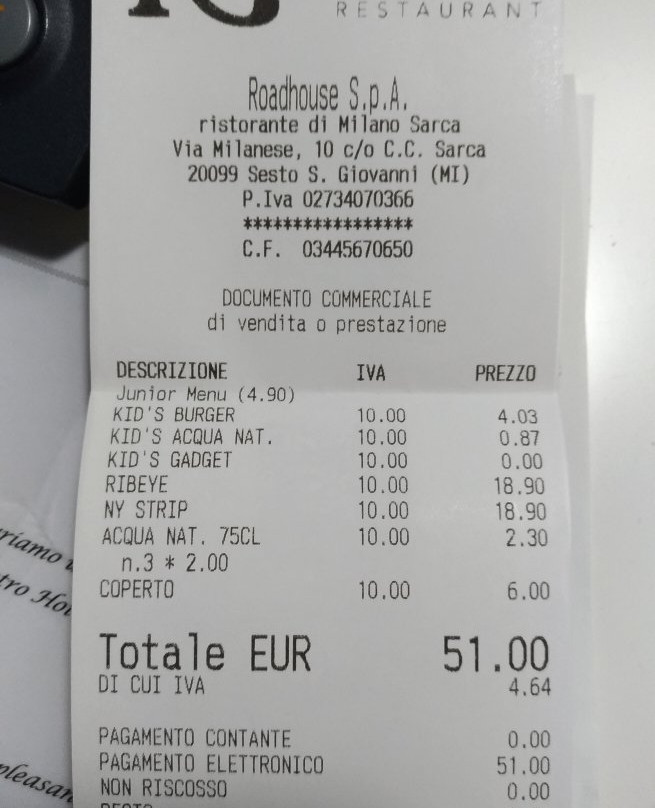 RESTAURANT
Roadhouse S.p.A.
ristorante di Milano Sarca
Via Milanese, 10 c/o C.C. Sarca
20099 Sesto S. Giovanni (MI)
P.Iva 02734070366
*****************
C.F. 03445670650
DOCUMENTO COMMERCIALE
di vendita o prestazione
DESCRIZIONE IVA PREZZO
Junior Menu (4.90)
KID'S BURGER 10.00 4.03
KID'S ACQUA NAT. 10.00 0.87
KID'S GADGET 10.00 0.00
RIBEYE 10.00 18.90
NY STRIP 10.00 18.90
ACQUA NAT. 75CL 10.00 2.30
n.3 * 2.00
COPERTO 10.00 6.00
Totale EUR 51.00
DI CUI IVA 4.64
PAGAMENTO CONTANTE 0.00
PAGAMENTO ELETTRONICO 51.00
NON RISCOSSO 0.00